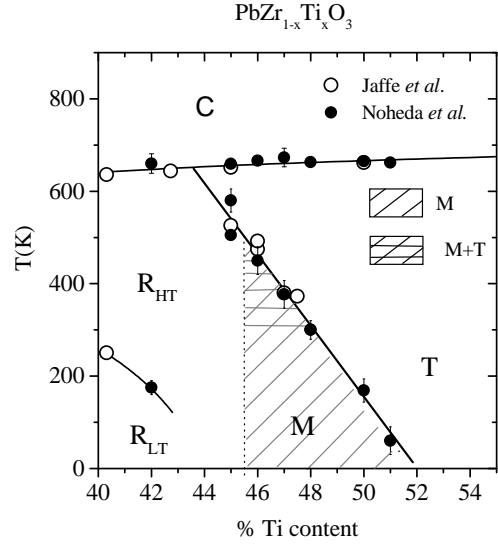 PbZr1-xTixO3
Jaffe et al.
Noheda et al.
C
M
M+T
RHT
RLT
M
T
T(K)
800
600
400
200
0
40 42 44 46 48 50 52 54
% Ti content